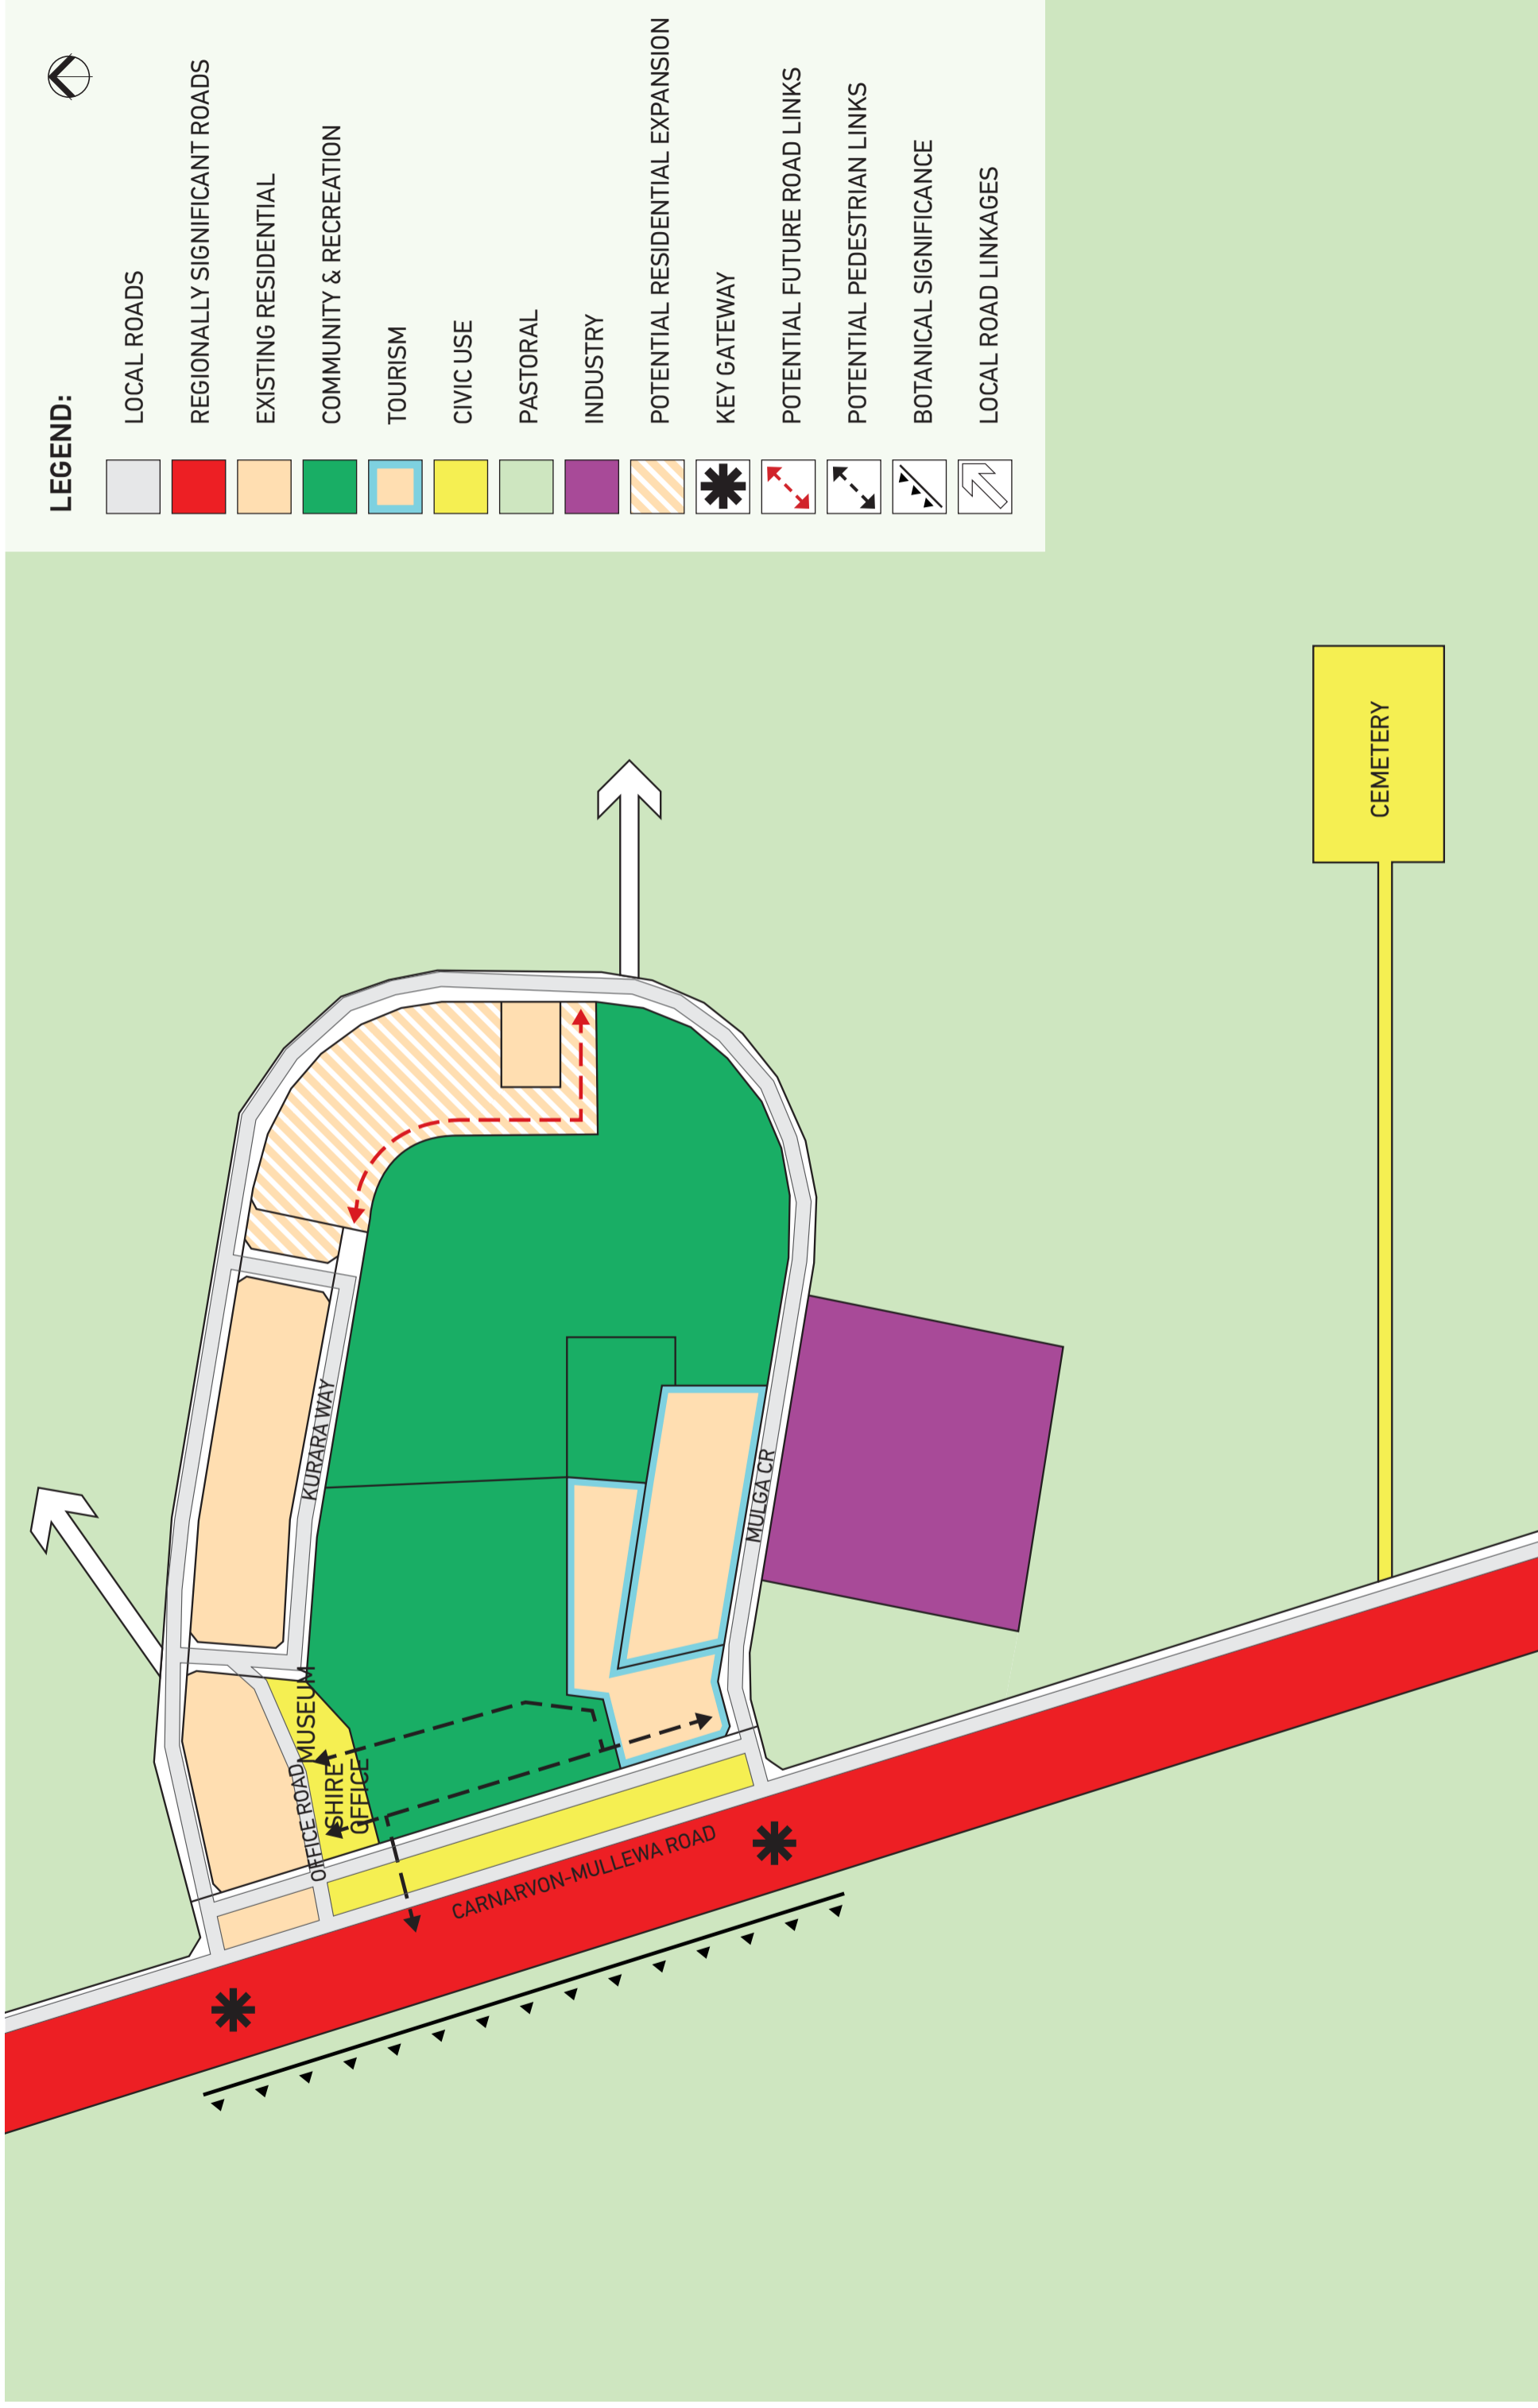 LEGEND:
LOCAL ROADS
REGIONALLY SIGNIFICANT ROADS
EXISTING RESIDENTIAL
COMMUNITY & RECREATION
TOURISM
CIVIC USE
PASTORAL
INDUSTRY
POTENTIAL RESIDENTIAL EXPANSION
KEY GATEWAY
POTENTIAL FUTURE ROAD LINKS
POTENTIAL PEDESTRIAN LINKS
BOTANICAL SIGNIFICANCE
LOCAL ROAD LINKAGES
CEMETERY
KURARA WAY
MULGA CR
MUSEUM
OFFICE ROAD
SHIRE
OFFICE
CARNARVON-MULLEWA ROAD